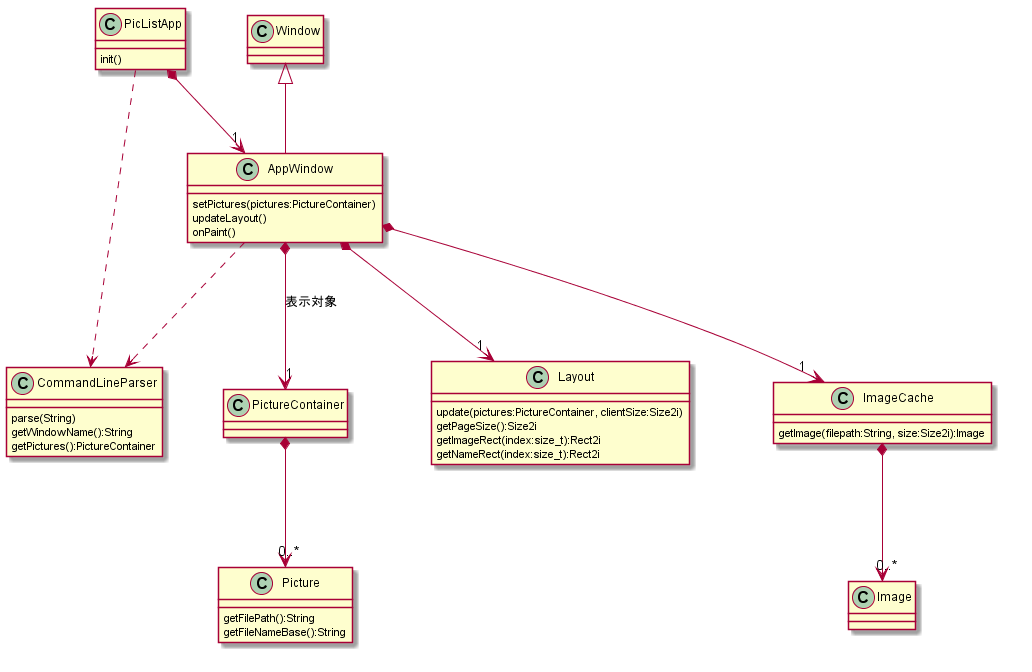 C PicListApp
init()
C Window
1
C AppWindow
setPictures(pictures:PictureContainer)
updateLayout()
onPaint()
表示対象
C CommandLineParser
parse(String)
getWindowName():String
getPictures():PictureContainer
1
C PictureContainer
1
C Layout
update(pictures:PictureContainer, clientSize:Size2i)
getPageSize():Size2i
getImageRect(index:size_t):Rect2i
getNameRect(index:size_t):Rect2i
1
C ImageCache
getImage(filepath:String, size:Size2i):Image
0..*
C Picture
getFilePath():String
getFileNameBase():String
0..*
C Image